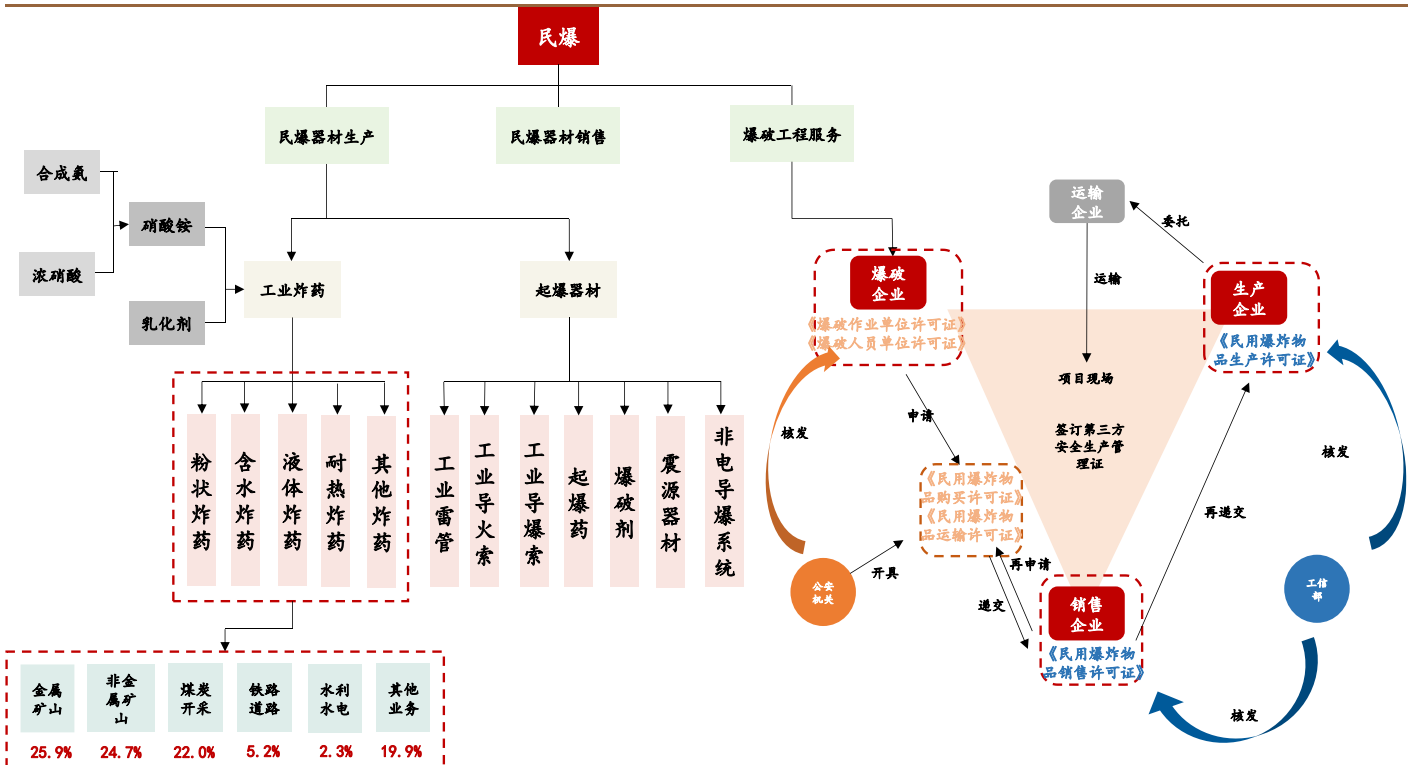 民爆
民爆器材生产
民爆器材销售
爆破工程服务
合成氨
浓硝酸
硝酸铵
乳化剂
工业炸药
起爆器材
粉状炸药
含水炸药
液体炸药
耐热炸药
其他炸药
工业雷管
工业导火索
工业导爆索
起爆药
爆破剂
震源器材
非电导爆系统
金属
矿山
非金
属矿
山
煤炭
开采
铁路
道路
水利
水电
其他
业务
25.9%
24.7%
22.0%
5.2%
2.3%
19.9%
运输
企业
委托
运输
爆破
企业
《爆破作业单位许可证》
《爆破人员单位许可证》
生产
企业
《民用爆炸物
品生产许可证》
项目现场
签订第三方
安全生产管
理证
申请
核发
核发
《民用爆炸物
品购买许可证》
《民用爆炸物
品运输许可证》
再递交
开具
再申请
递交
公安
机关
工信
部
销售
企业
《民用爆炸物
品销售许可证》
核发